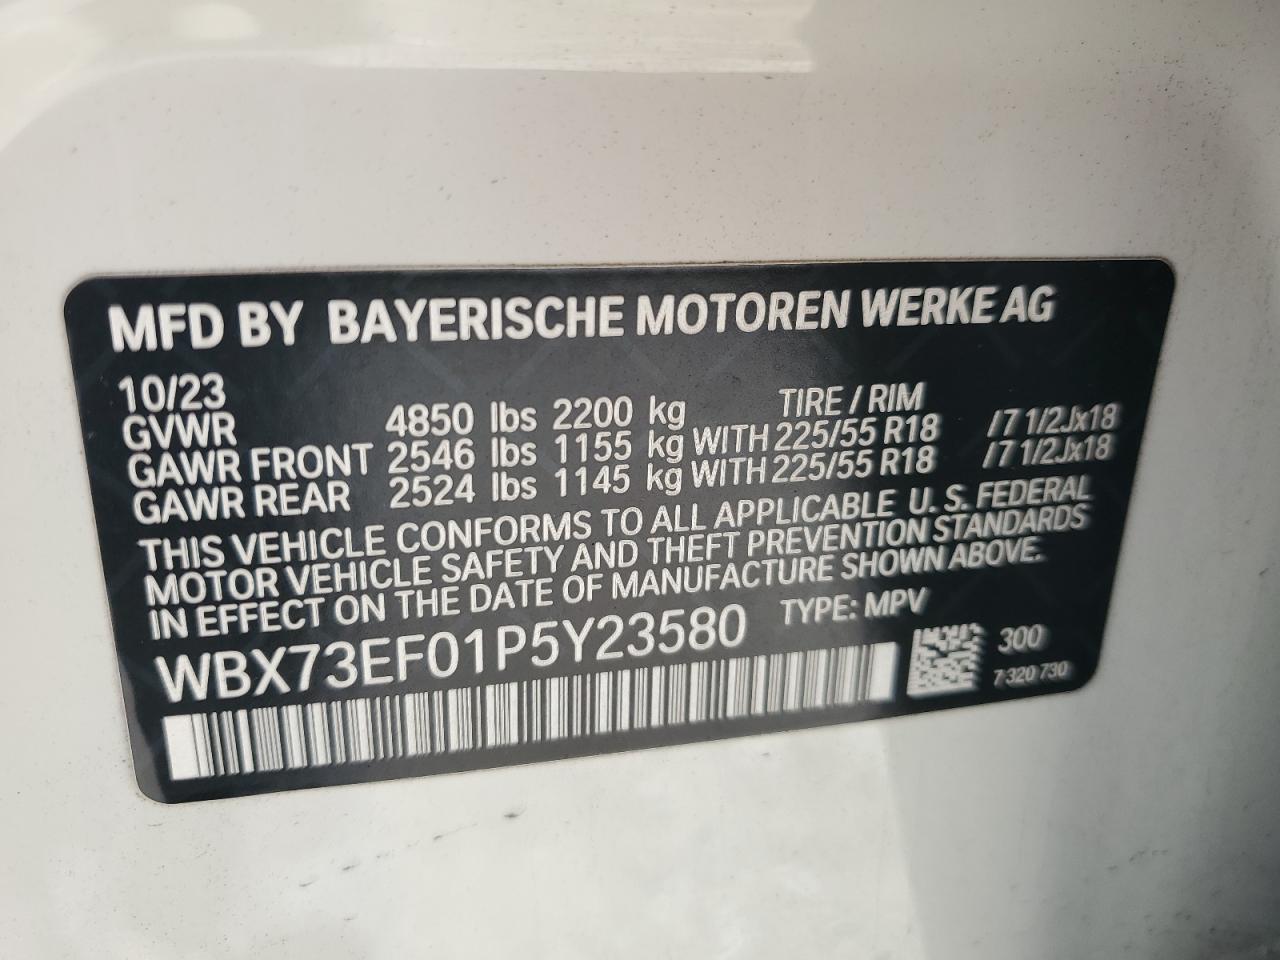 MFD BY BAYERISCHE MOTOREN WERKE AG
10/23
GVWR 4850 lbs 2200 kg TIRE / RIM
GAWR FRONT 2546 lbs 1155 kg WITH 225/55 R18 /7 1/2Jx18
GAWR REAR 2524 lbs 1145 kg WITH 225/55 R18 /7 1/2Jx18
THIS VEHICLE CONFORMS TO ALL APPLICABLE U. S. FEDERAL
MOTOR VEHICLE SAFETY AND THEFT PREVENTION STANDARDS
IN EFFECT ON THE DATE OF MANUFACTURE SHOWN ABOVE.
WBX73EF01P5Y23580 TYPE: MPV
300
7 320 730